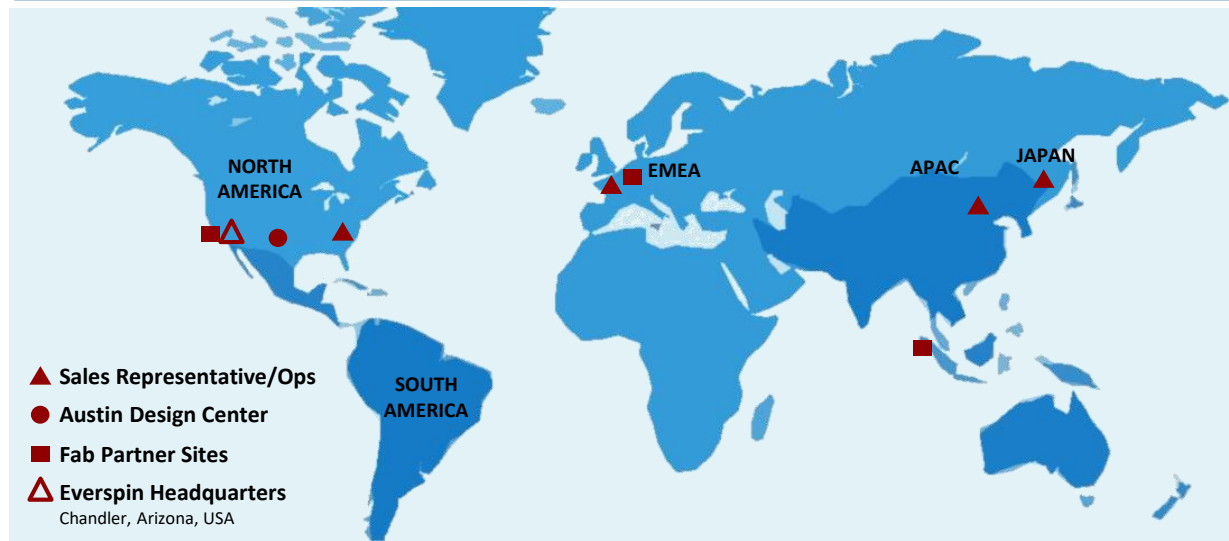 NORTH
AMERICA
EMEA
APAC
JAPAN
SOUTH
AMERICA
Sales Representative/Ops
Austin Design Center
Fab Partner Sites
Everspin Headquarters
Chandler, Arizona, USA